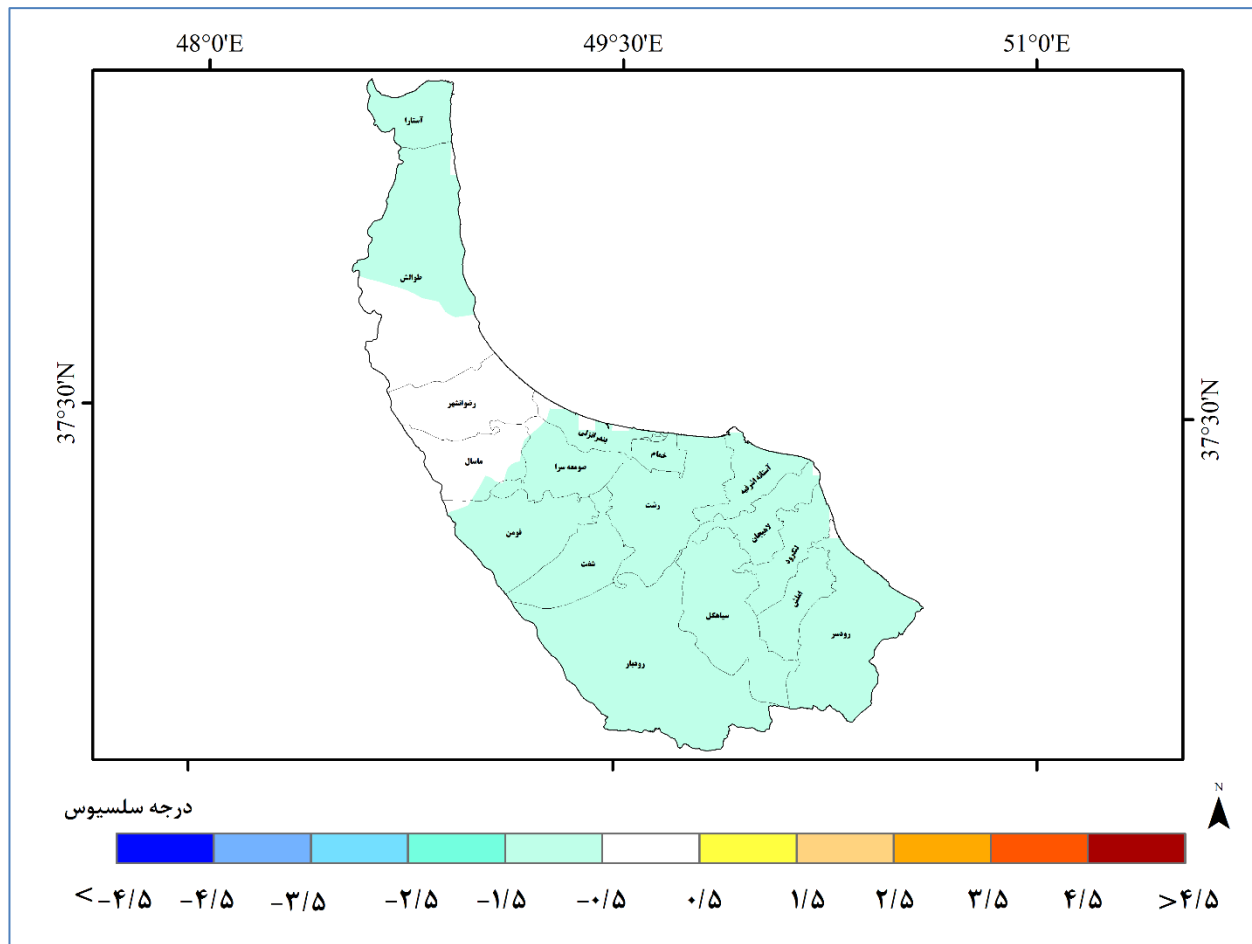 48°0'E 49°30'E 51°0'E
آستارا
طوالش
37°30'N 37°30'N
رضوانشهر
بندرانزلی
خمام
ماسال
صومعه سرا
آستانه اشرفیه
رشت
فومن
لاهیجان
لنگرود
شفت
املش
سیاهکل
رودسر
رودبار
درجه سلسیوس
N
<-۴/۵ -۴/۵ -۳/۵ -۲/۵ -۱/۵ -۰/۵ ۰/۵ ۱/۵ ۲/۵ ۳/۵ ۴/۵ >۴/۵